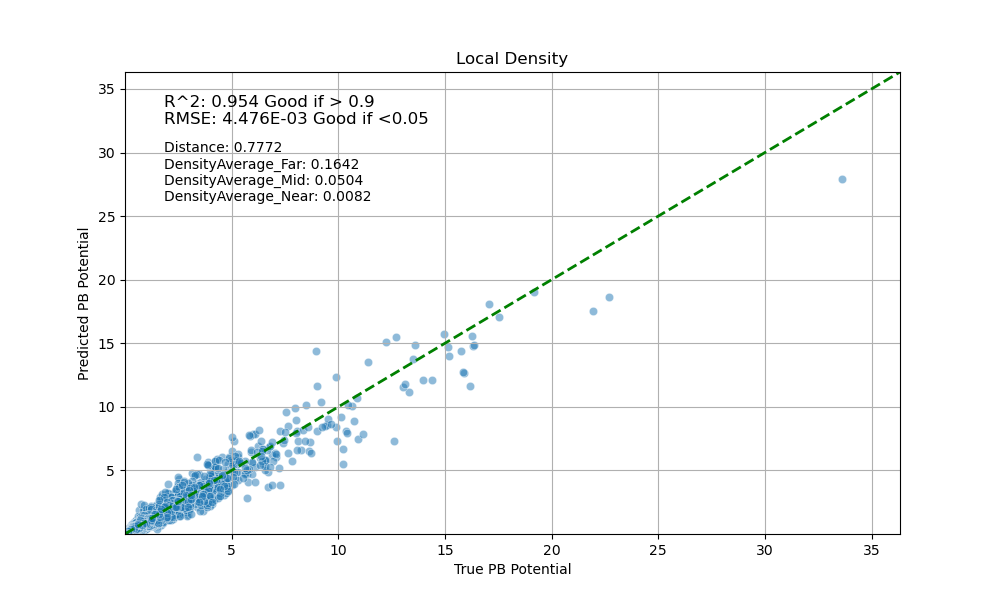 Local Density
R^2: 0.954 Good if > 0.9
RMSE: 4.476E-03 Good if <0.05
Distance: 0.7772
DensityAverage_Far: 0.1642
DensityAverage_Mid: 0.0504
DensityAverage_Near: 0.0082
Predicted PB Potential
35
30
25
20
15
10
5
5 10 15 20 25 30 35
True PB Potential